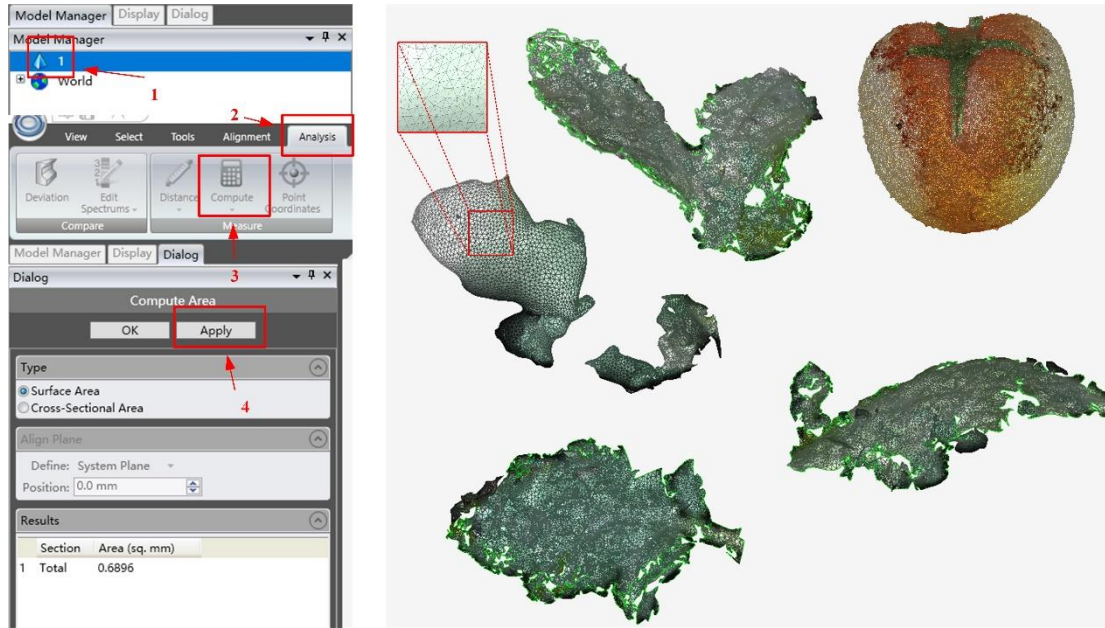 Model Manager Display Dialog
Model Manager
1
World
1
2
View Select Tools Alignment Analysis
Deviation Edit Spectrums Distance Compute Point Coordinates
Compare Measure
3
Model Manager Display Dialog
Dialog
Compute Area
OK Apply
4
Type
Surface Area
Cross-Sectional Area
Align Plane
Define: System Plane
Position: 0.0 mm
Results
Section Area (sq. mm)
1 Total 0.6896